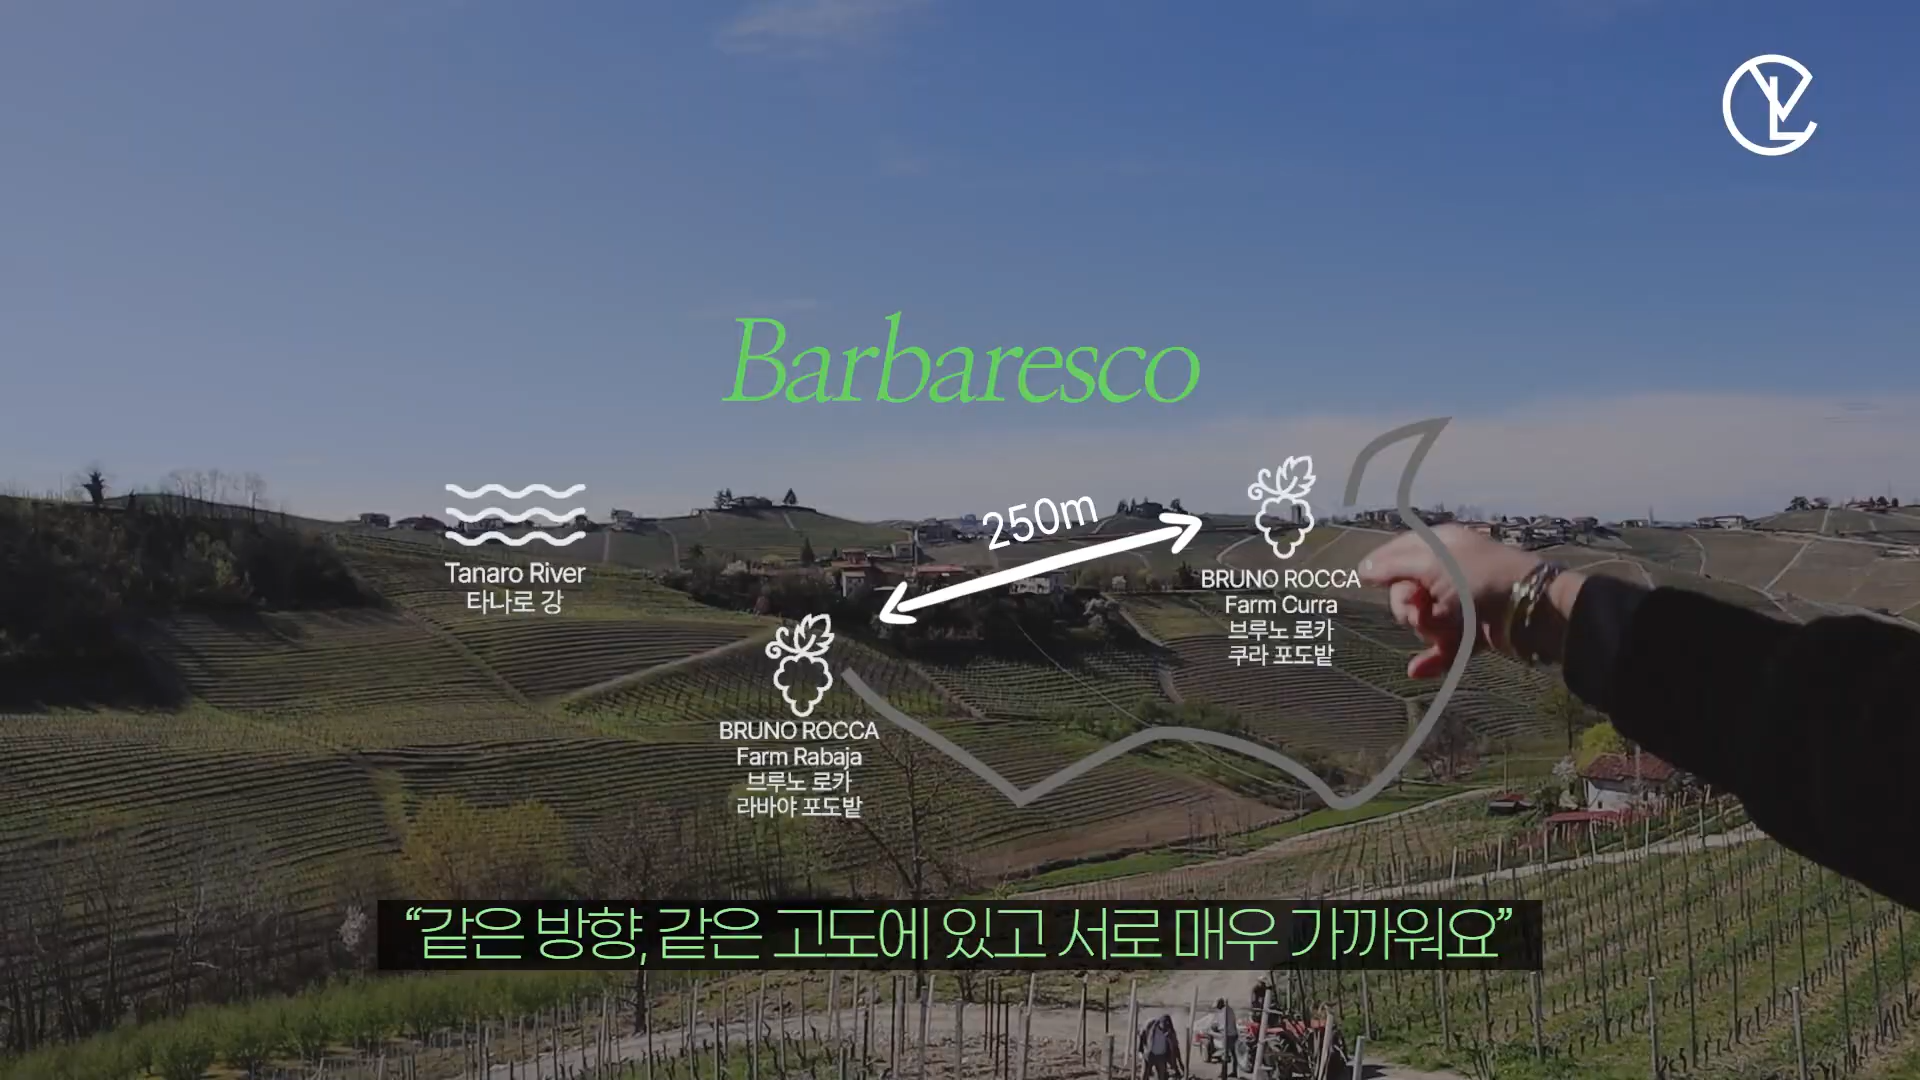 Barbaresco
250m
Tanaro River
타나로 강
BRUNO ROCCA
Farm Curra
브루노 로카
쿠라 포도밭
BRUNO ROCCA
Farm Rabaja
브루노 로카
라바야 포도밭
“같은 방향, 같은 고도에 있고 서로 매우 가까워요”